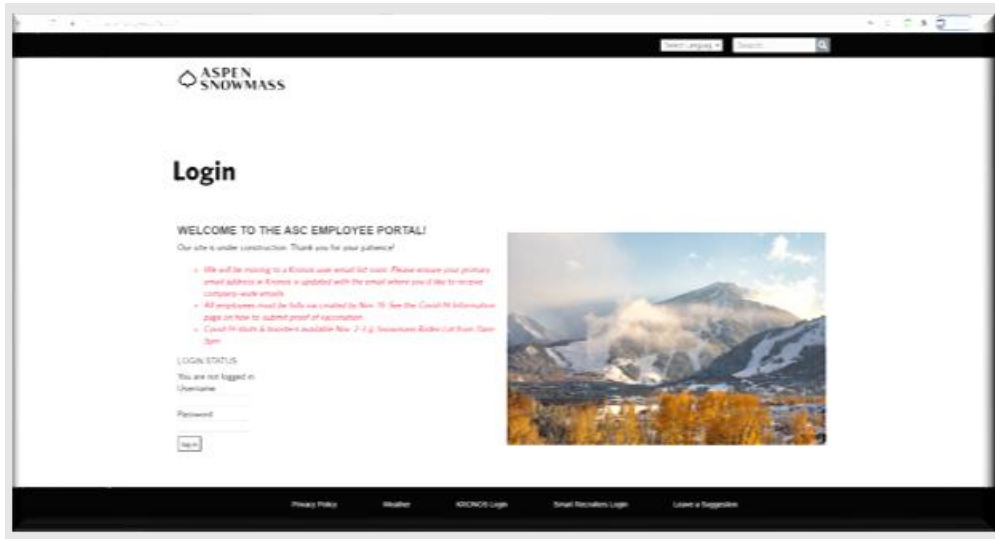 Select Language
Search
ASPEN
SNOWMASS
Login
WELCOME TO THE ASC EMPLOYEE PORTAL!
Our site is under construction. Thank you for your patience!
We will be moving to a Kronos user email list soon. Please ensure your primary
email address in Kronos is updated with the email where you'd like to receive
company-wide emails.
All employees must be fully vaccinated by Nov. 15. See the Covid-19 Information
page on how to submit proof of vaccination.
Covid-19 shots & boosters available Nov. 2-3 @ Snowmass Rodeo Lot from
LOGIN STATUS
You are not logged in
Username
Password
log in
Privacy Policy Weather KRONOS Login Smart Recruiters Login Leave a Suggestion